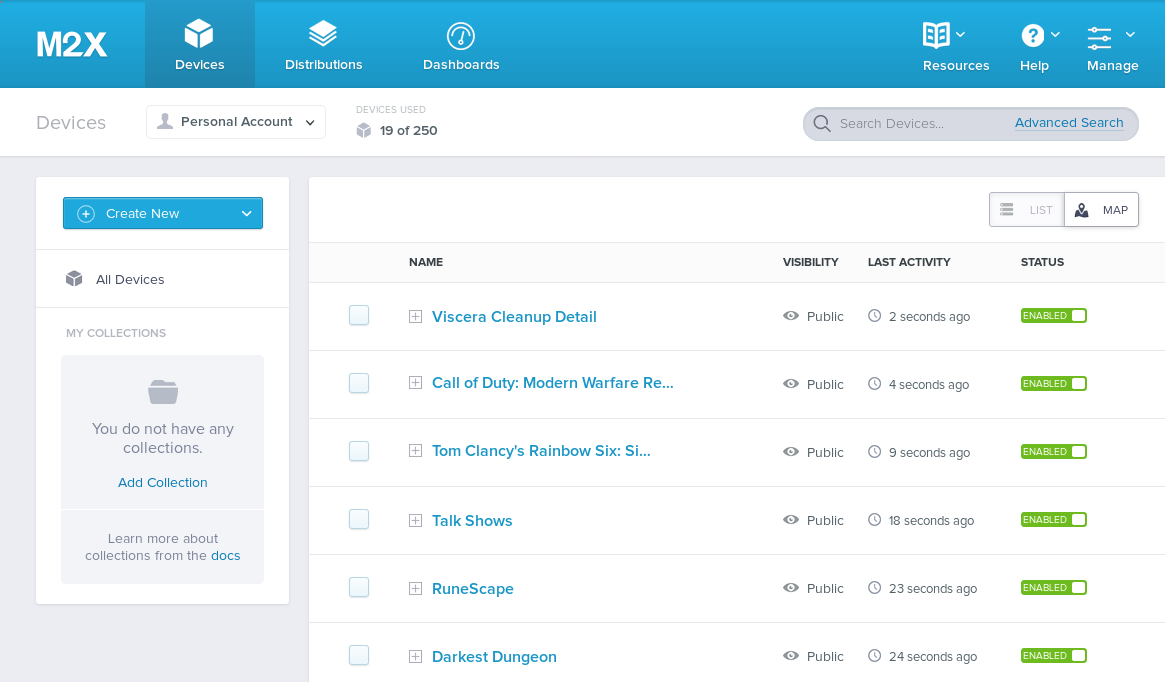 M2X
Devices
Distributions
Dashboards
Resources
Help
Manage
Devices
Personal Account
DEVICES USED
19 of 250
Search Devices...
Advanced Search
Create New
All Devices
MY COLLECTIONS
You do not have any
collections.
Add Collection
Learn more about
collections from the docs
LIST
MAP
NAME VISIBILITY LAST ACTIVITY STATUS
Viscera Cleanup Detail Public 2 seconds ago ENABLED
Call of Duty: Modern Warfare Re... Public 4 seconds ago ENABLED
Tom Clancy's Rainbow Six: Si... Public 9 seconds ago ENABLED
Talk Shows Public 18 seconds ago ENABLED
RuneScape Public 23 seconds ago ENABLED
Darkest Dungeon Public 24 seconds ago ENABLED